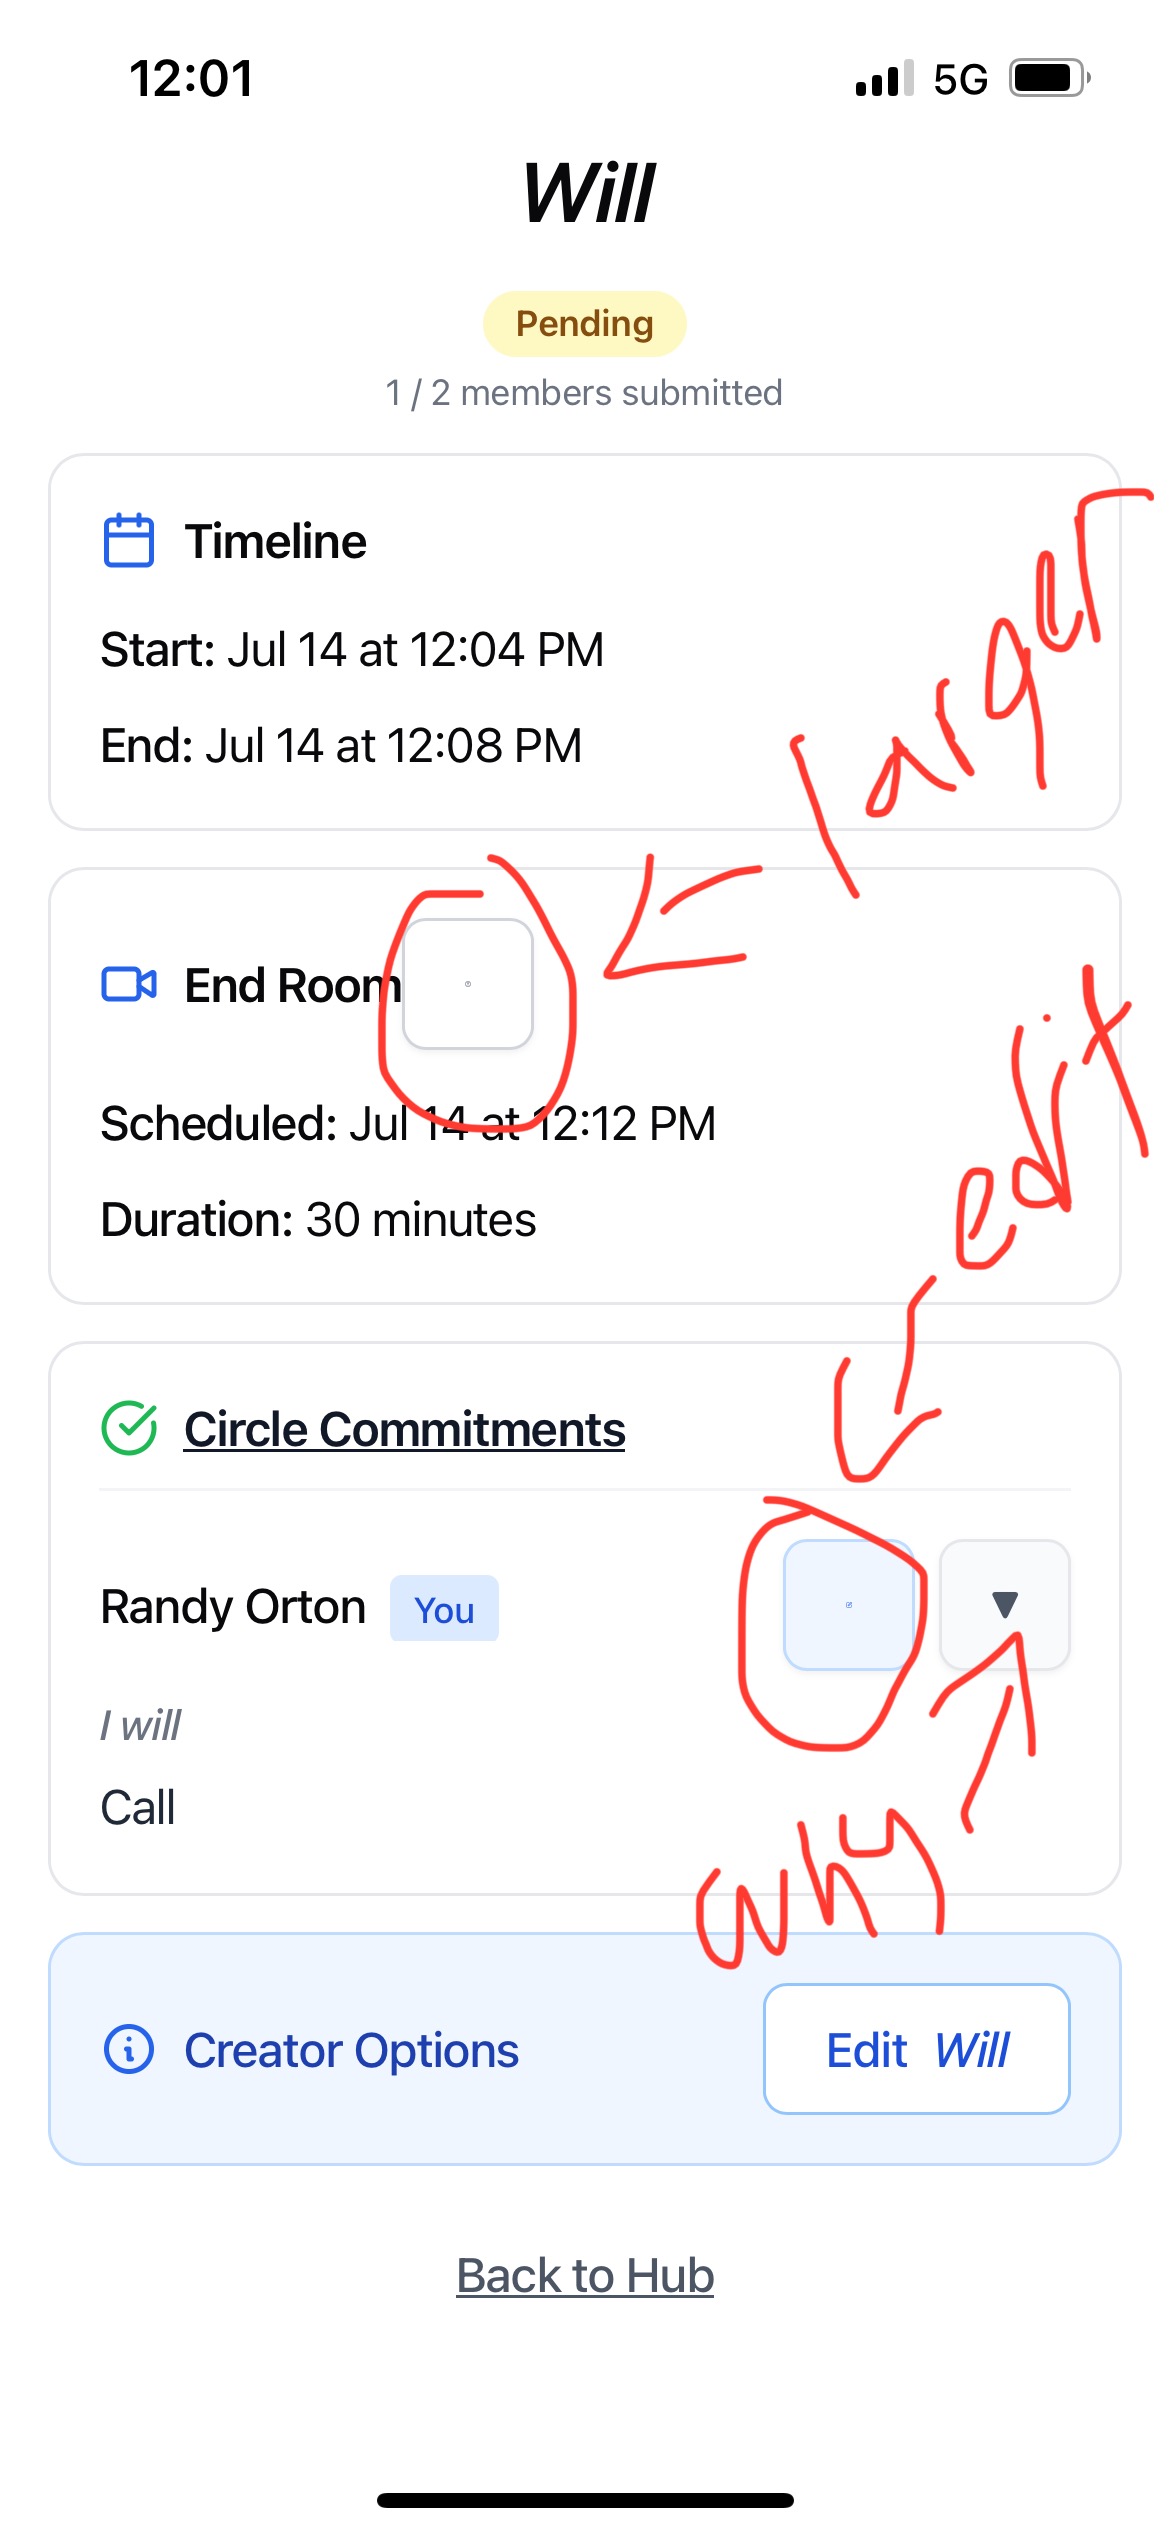 12:01 5G
Will
Pending
1 / 2 members submitted
Timeline
Start: Jul 14 at 12:04 PM
End: Jul 14 at 12:08 PM
larger
End Room
Scheduled: Jul 14 at 12:12 PM
Duration: 30 minutes
edit
Circle Commitments
Randy Orton You
I will
Call
why
Creator Options Edit Will
Back to Hub